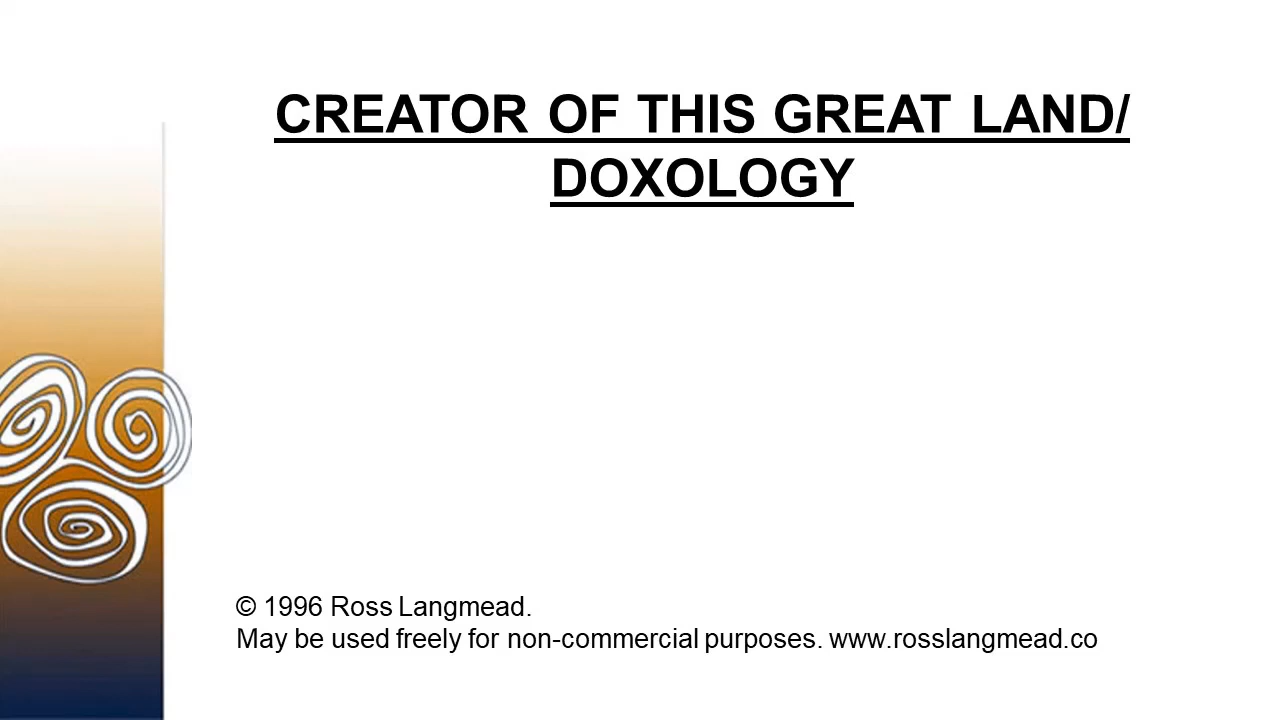 CREATOR OF THIS GREAT LAND/
DOXOLOGY
© 1996 Ross Langmead.
May be used freely for non-commercial purposes. www.rosslangmead.co